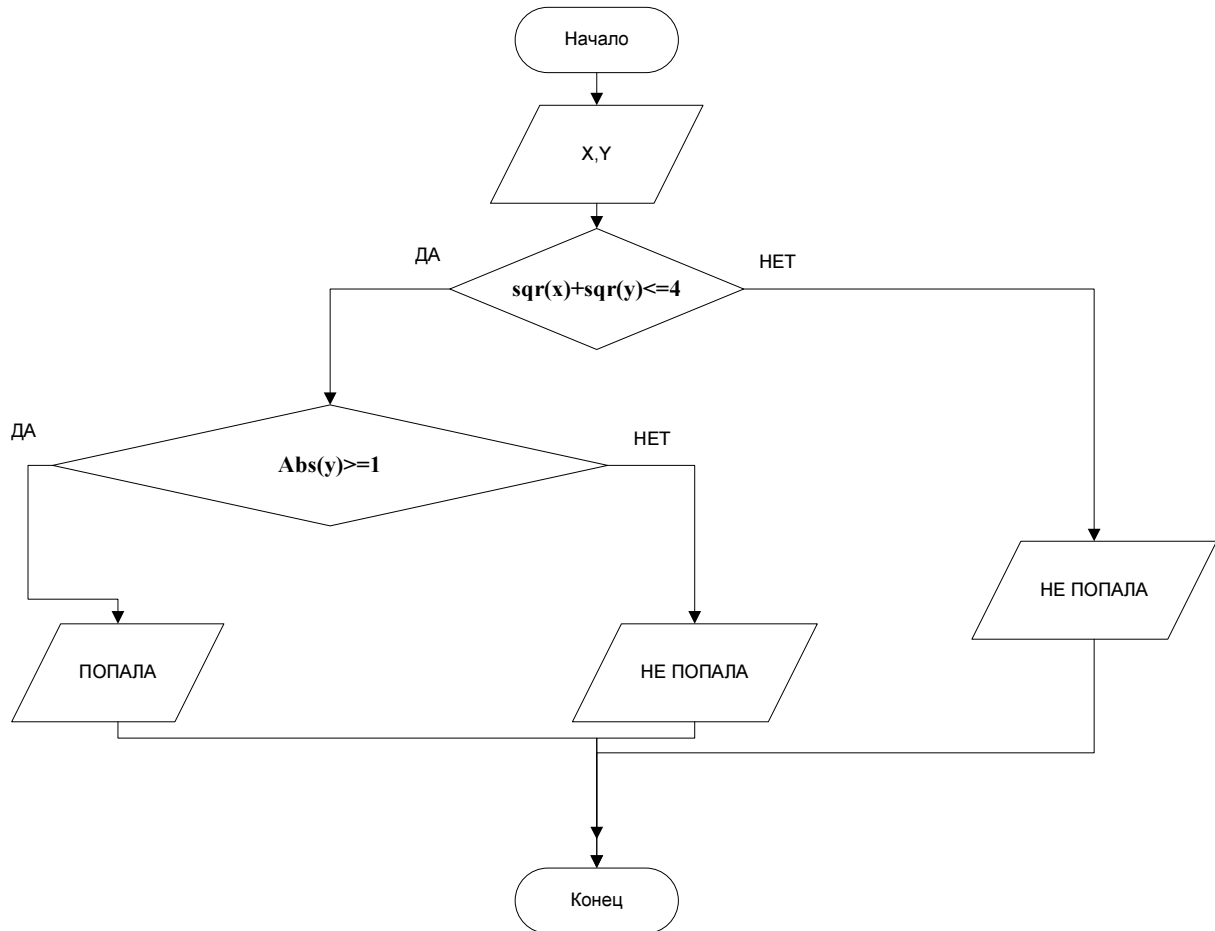 Начало
X,Y
ДА
НЕТ
sqr(x)+sqr(y)<=4
ДА
НЕТ
Abs(y)>=1
НЕ ПОПАЛА
ПОПАЛА
НЕ ПОПАЛА
Конец